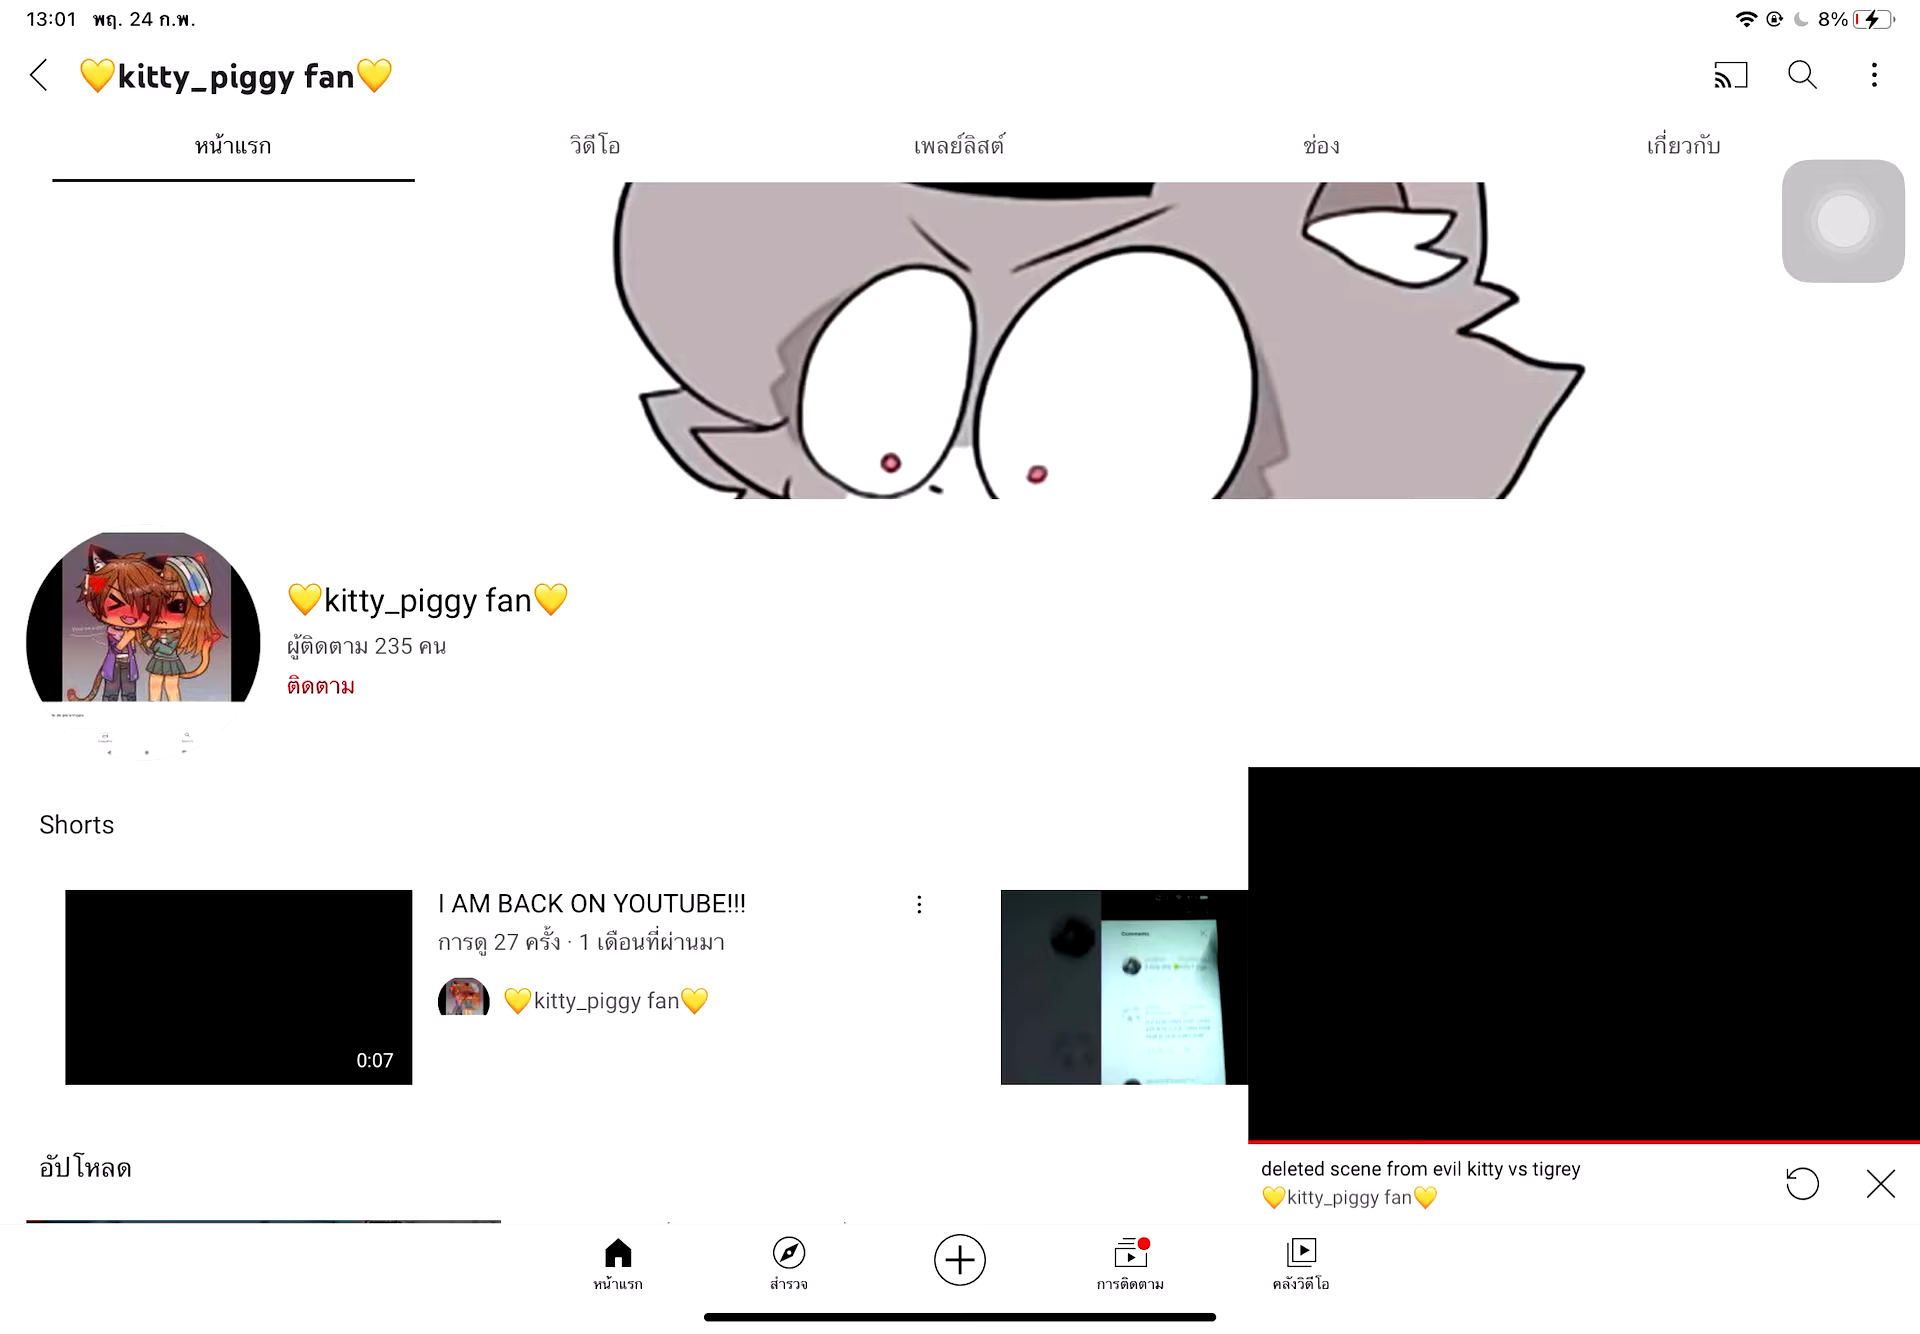 13:01 พฤ. 24 ก.พ.
8%
💛kitty_piggy fan💛
หน้าแรก
วิดีโอ
เพลย์ลิสต์
ช่อง
เกี่ยวกับ
💛kitty_piggy fan💛
ผู้ติดตาม 235 คน
ติดตาม
Shorts
0:07
I AM BACK ON YOUTUBE!!!
การดู 27 ครั้ง · 1 เดือนที่ผ่านมา
💛kitty_piggy fan💛
Comments
อัปโหลด
deleted scene from evil kitty vs tigrey
💛kitty_piggy fan💛
หน้าแรก
สำรวจ
การติดตาม
คลังวิดีโอ